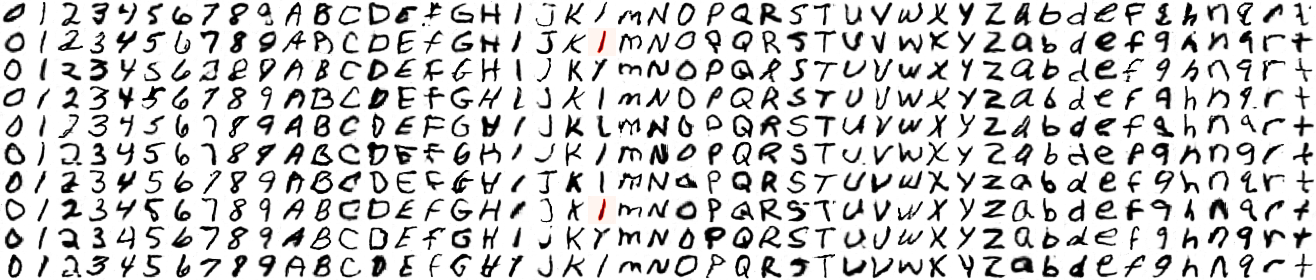 0 1 2 3 4 5 6 7 8 9 A B C D E f G H I J K l m N O P Q R S T U V W X Y Z a b d e f g h n q r t
0 1 2 3 4 5 6 7 8 9 A B C D E f G H I J K l m N O P Q R S T U V W X Y Z a b d e f g h n q r t
0 1 2 3 4 5 6 7 8 9 A B C D E F G H I J K l m N O P Q R S T U V W X Y Z a b d e f g h n q r t
0 1 2 3 4 5 6 7 8 9 A B C D E f G H I J K l m N O P Q R S T U V W X Y Z a b d e f g h n q r t
0 1 2 3 4 5 6 7 8 9 A B C D E F G H I J K L m N O P Q R S T U V W X Y Z a b d e f g h n q r t
0 1 2 3 4 5 6 7 8 9 A B C D E F G H I J K l m N O P Q R S T U V W X Y Z a b d e f g h n q r t
0 1 2 3 4 5 6 7 8 9 A B C D E F G H I J K l m N O P Q R S T U V W X Y Z a b d e f g h n q r t
0 1 2 3 4 5 6 7 8 9 A B C D E F G H I J K l m N O P Q R S T U V W X Y Z a b d e f g h n q r t
0 1 2 3 4 5 6 7 8 9 A B C D E f G H I J K Y m N O P Q R S T U V W X Y Z a b d e f g h n q r t
0 1 2 3 4 5 6 7 8 9 A B C D E F G H I J K l m N O P Q R S T U V W X Y Z a b d e f g h n q r t